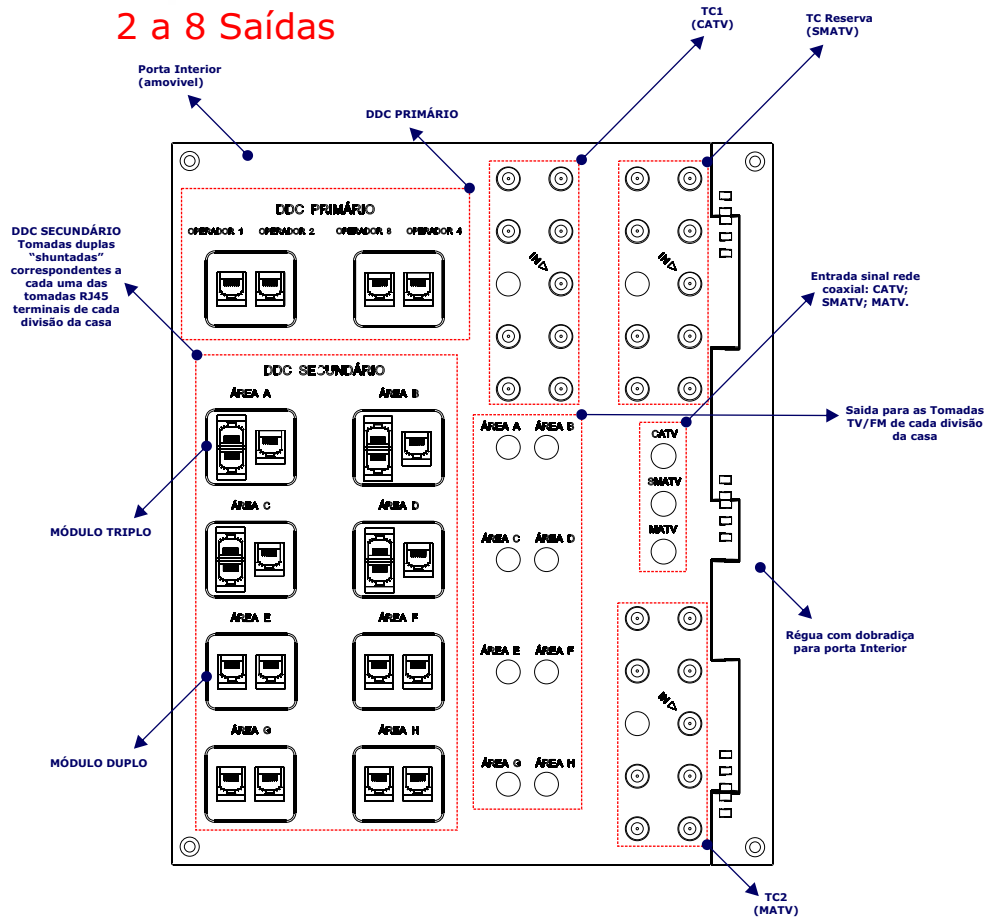 2 a 8 Saídas
TC1
(CATV)
TC Reserva
(SMATV)
Porta Interior
(amovivel)
DDC PRIMÁRIO
DDC PRIMÁRIO
OPERADOR 1 OPERADOR 2 OPERADOR 3 OPERADOR 4
IN
IN
DDC SECUNDÁRIO
Tomadas duplas
“shuntadas”
correspondentes a
cada uma das
tomadas RJ45
terminais de cada
divisão da casa
Entrada sinal rede
coaxial: CATV;
SMATV; MATV.
DDC SECUNDÁRIO
ÁREA A ÁREA B
ÁREA C ÁREA D
ÁREA E ÁREA F
ÁREA G ÁREA H
ÁREA A ÁREA B
ÁREA C ÁREA D
ÁREA E ÁREA F
ÁREA G ÁREA H
CATV
SMATV
MATV
Saida para as Tomadas
TV/FM de cada divisão
da casa
MÓDULO TRIPLO
Régua com dobradiça
para porta Interior
IN
MÓDULO DUPLO
TC2
(MATV)